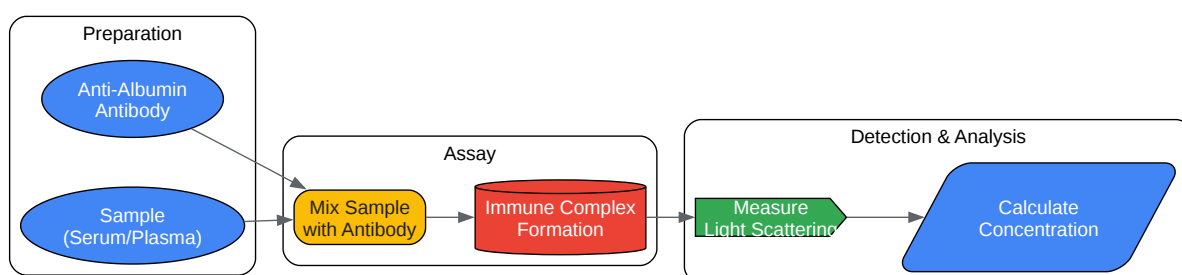 Preparation
Anti-Albumin
Antibody
Sample
(Serum/Plasma)
Assay
Mix Sample
with Antibody
Immune Complex
Formation
Detection & Analysis
Measure
Light Scattering
Calculate
Concentration